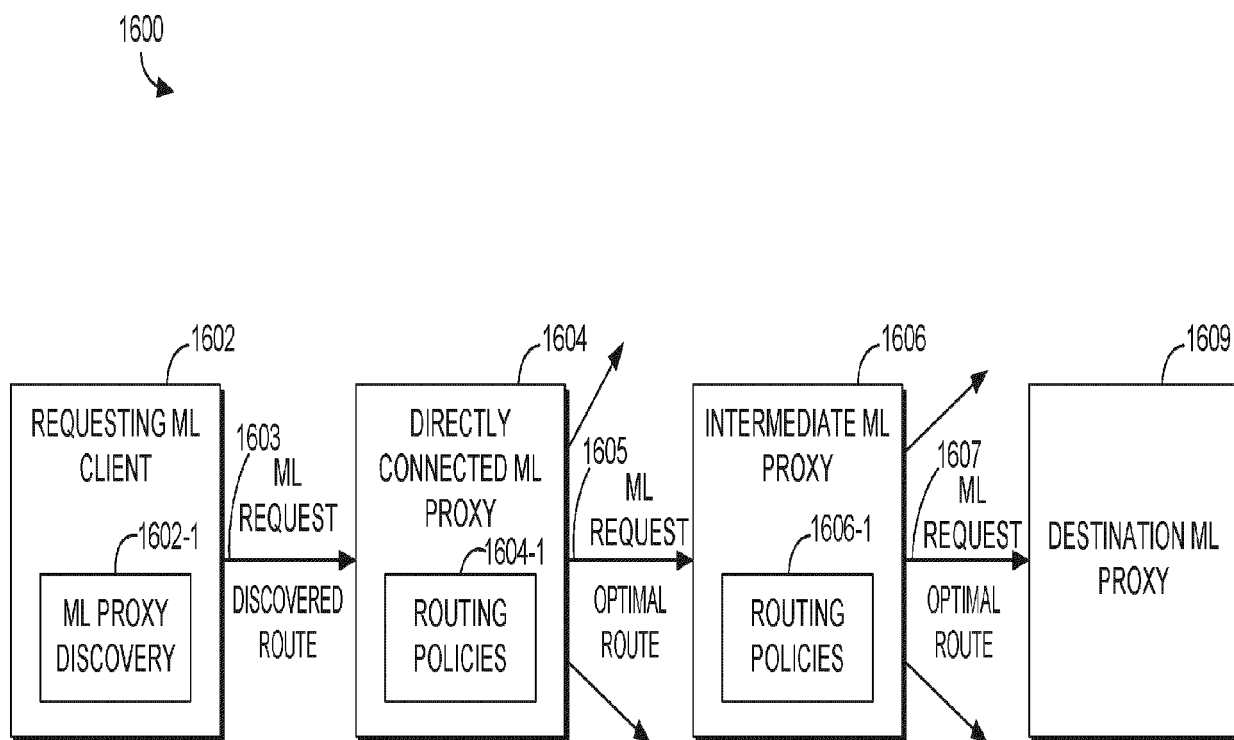 1600
1602
REQUESTING ML
CLIENT
1602-1
ML PROXY
DISCOVERY
1603
ML
REQUEST
DISCOVERED
ROUTE
1604
DIRECTLY
CONNECTED ML
PROXY
1604-1
ROUTING
POLICIES
1605
ML
REQUEST
OPTIMAL
ROUTE
1606
INTERMEDIATE ML
PROXY
1606-1
ROUTING
POLICIES
1607
ML
REQUEST
OPTIMAL
ROUTE
1609
DESTINATION ML
PROXY